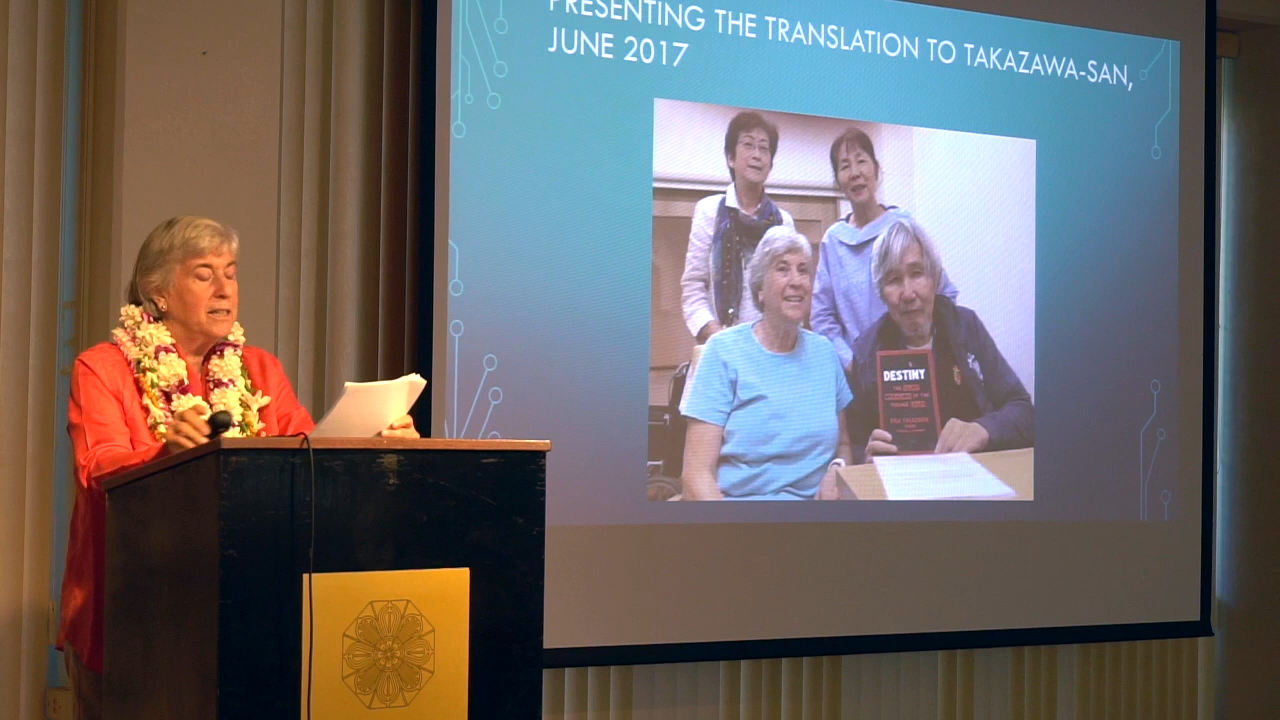 PRESENTING THE TRANSLATION TO TAKAZAWA-SAN,
JUNE 2017
DESTINY